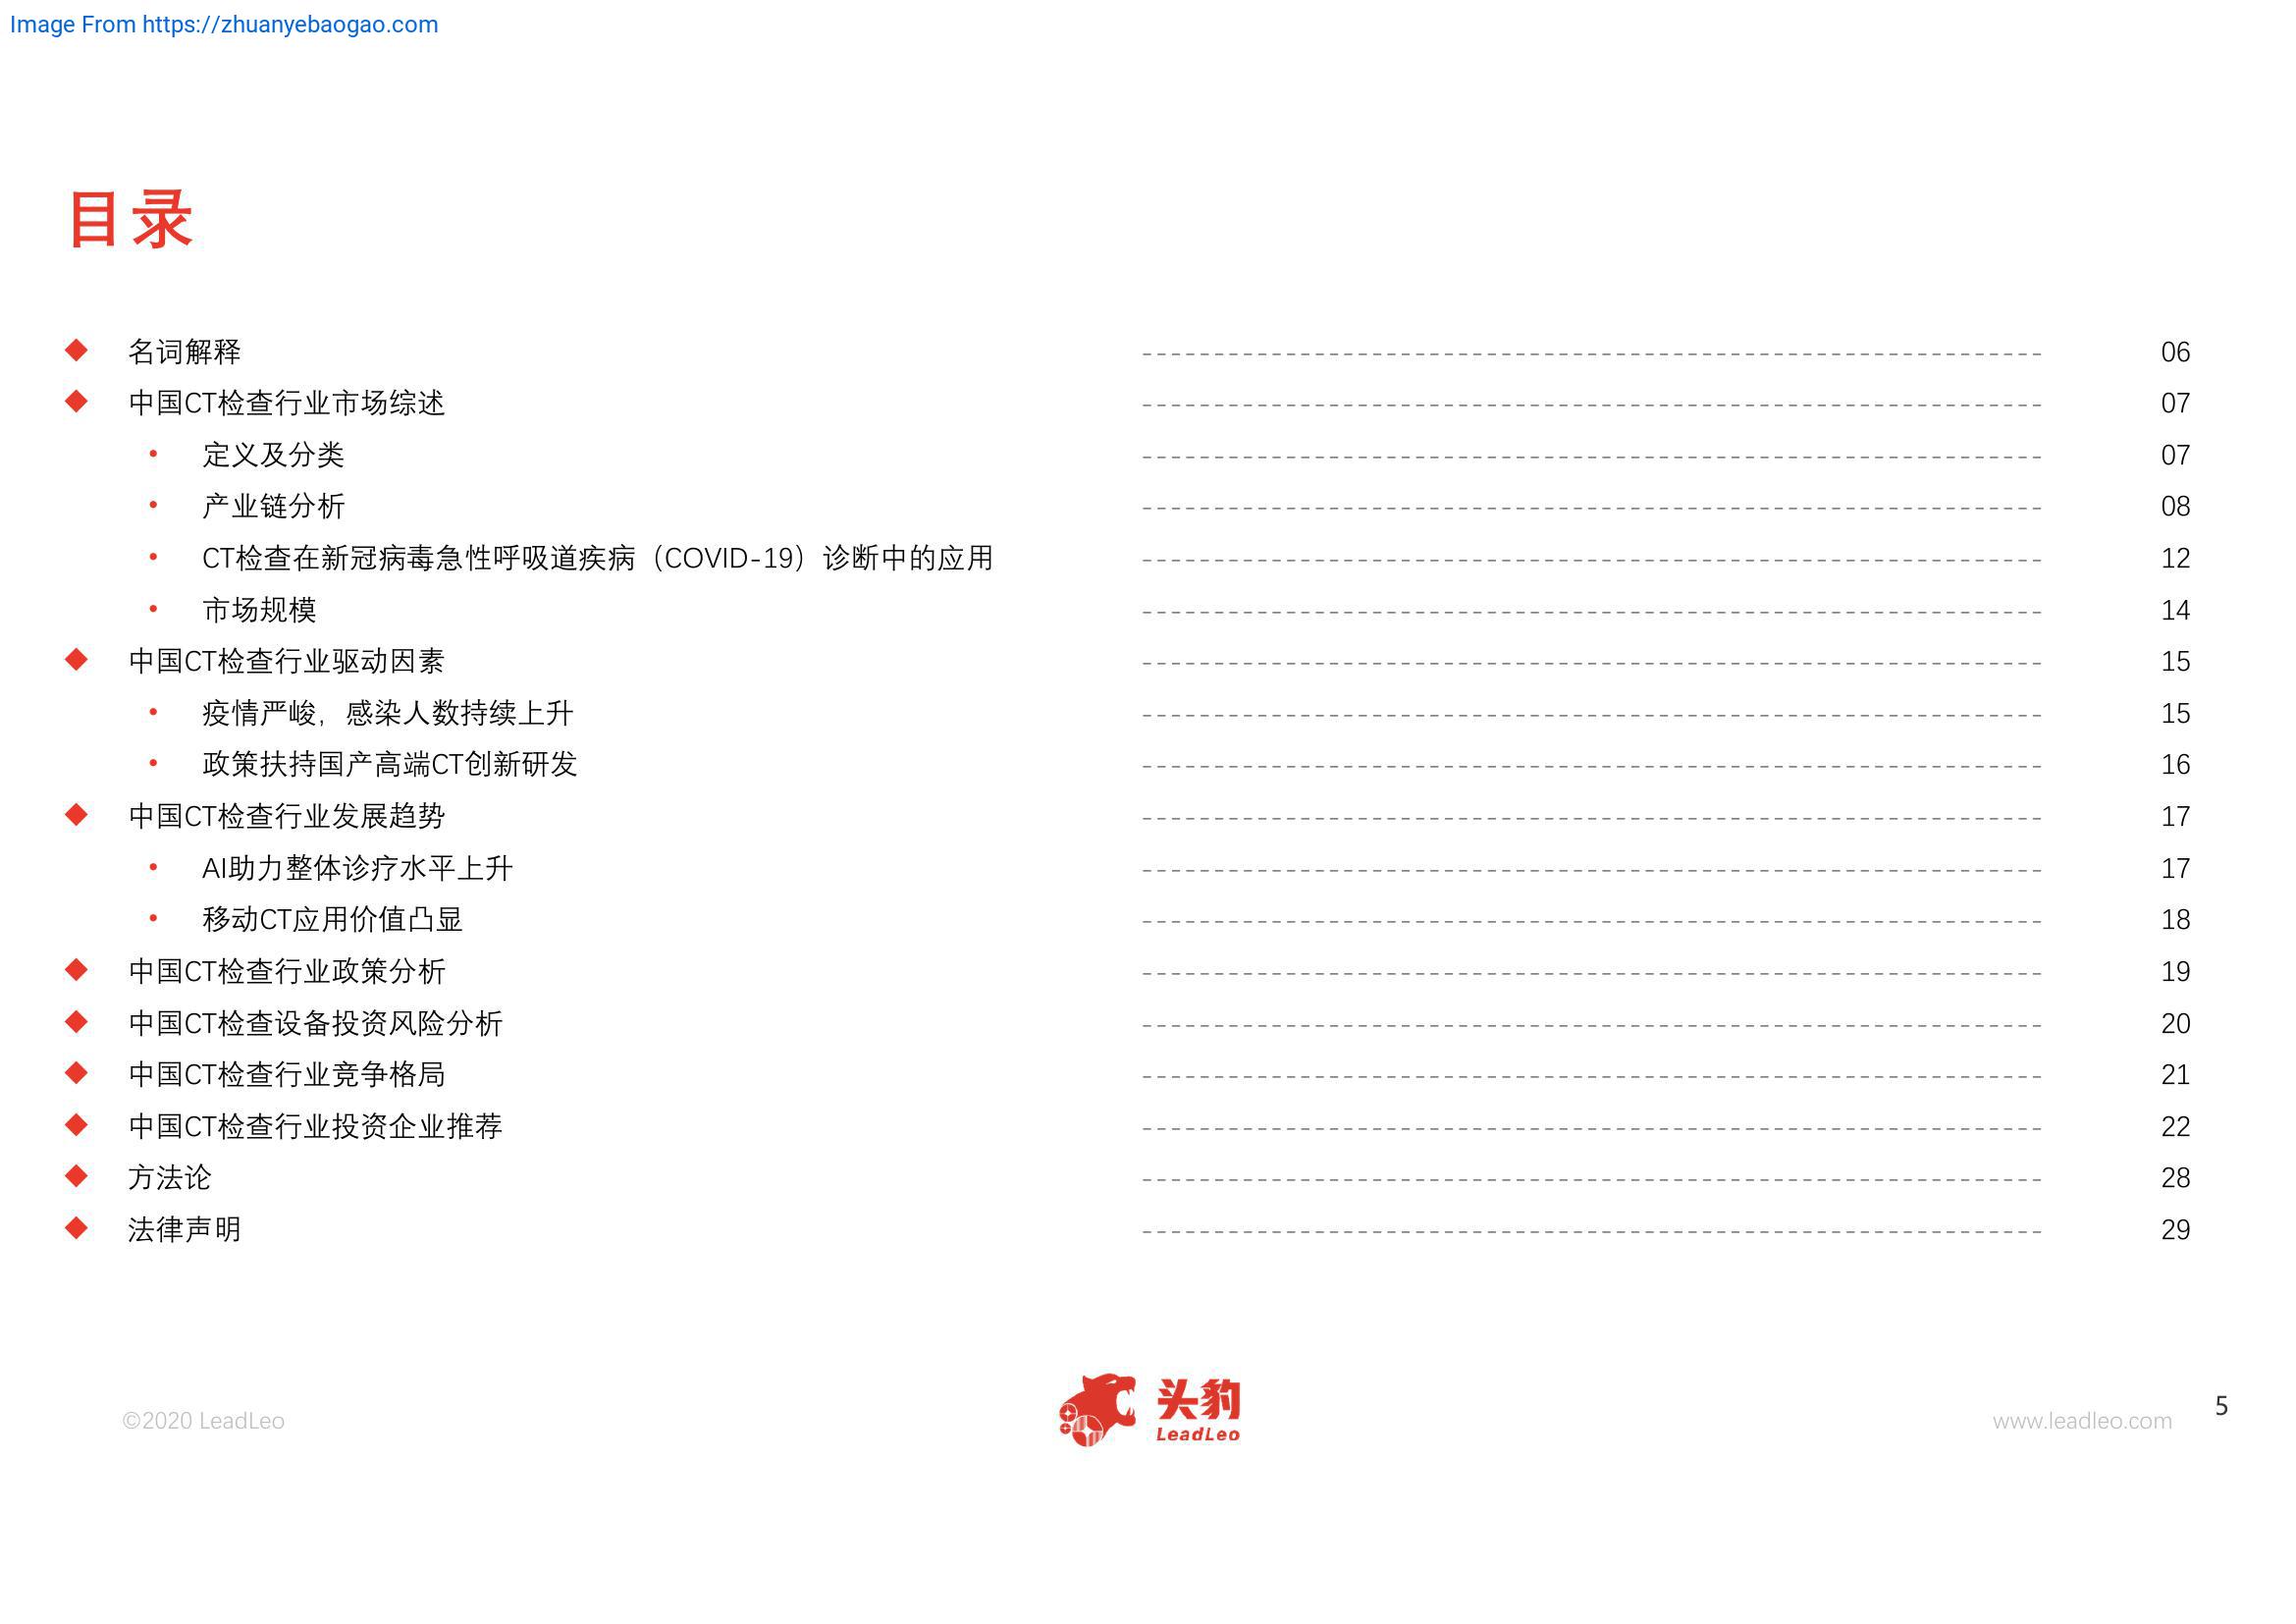 Image From https://zhuanyebaogao.com
目录
◆ 名词解释 06
◆ 中国CT检查行业市场综述 07
• 定义及分类 07
• 产业链分析 08
• CT检查在新冠病毒急性呼吸道疾病（COVID-19）诊断中的应用 12
• 市场规模 14
◆ 中国CT检查行业驱动因素 15
• 疫情严峻，感染人数持续上升 15
• 政策扶持国产高端CT创新研发 16
◆ 中国CT检查行业发展趋势 17
• AI助力整体诊疗水平上升 17
• 移动CT应用价值凸显 18
◆ 中国CT检查行业政策分析 19
◆ 中国CT检查设备投资风险分析 20
◆ 中国CT检查行业竞争格局 21
◆ 中国CT检查行业投资企业推荐 22
◆ 方法论 28
◆ 法律声明 29
©2020 LeadLeo
头豹
LeadLeo
www.leadleo.com
5